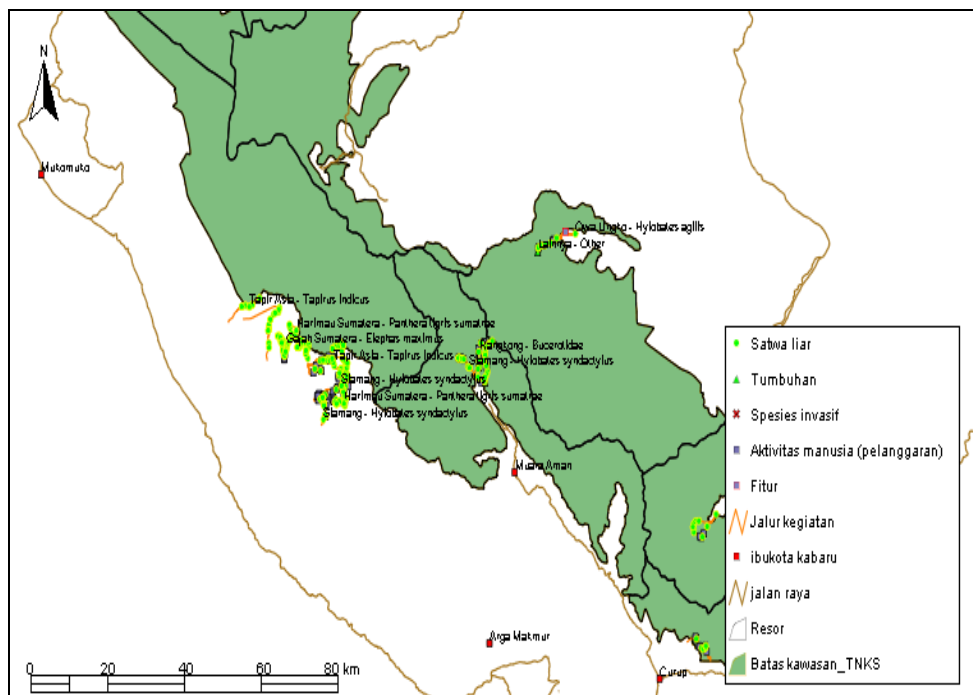 N
Mukomuko
Owa Ungko - Hylobates agilis
Lainnya - Other
Tapir Asia - Tapirus indicus
Harimau Sumatera - Panthera tigris sumatrae
Gajah Sumatera - Elephas maximus
Rangkong - Bucerotidae
Tapir Asia - Tapirus indicus
Siamang - Hylobates syndactylus
Siamang - Hylobates syndactylus
Harimau Sumatera - Panthera tigris sumatrae
Siamang - Hylobates syndactylus
Muara Aman
Arga Makmur
Curup
0 20 40 60 80 km
Satwa liar
Tumbuhan
Spesies invasif
Aktivitas manusia (pelanggaran)
Fitur
Jalur kegiatan
ibukota kabaru
jalan raya
Resor
Batas kawasan_TNKS